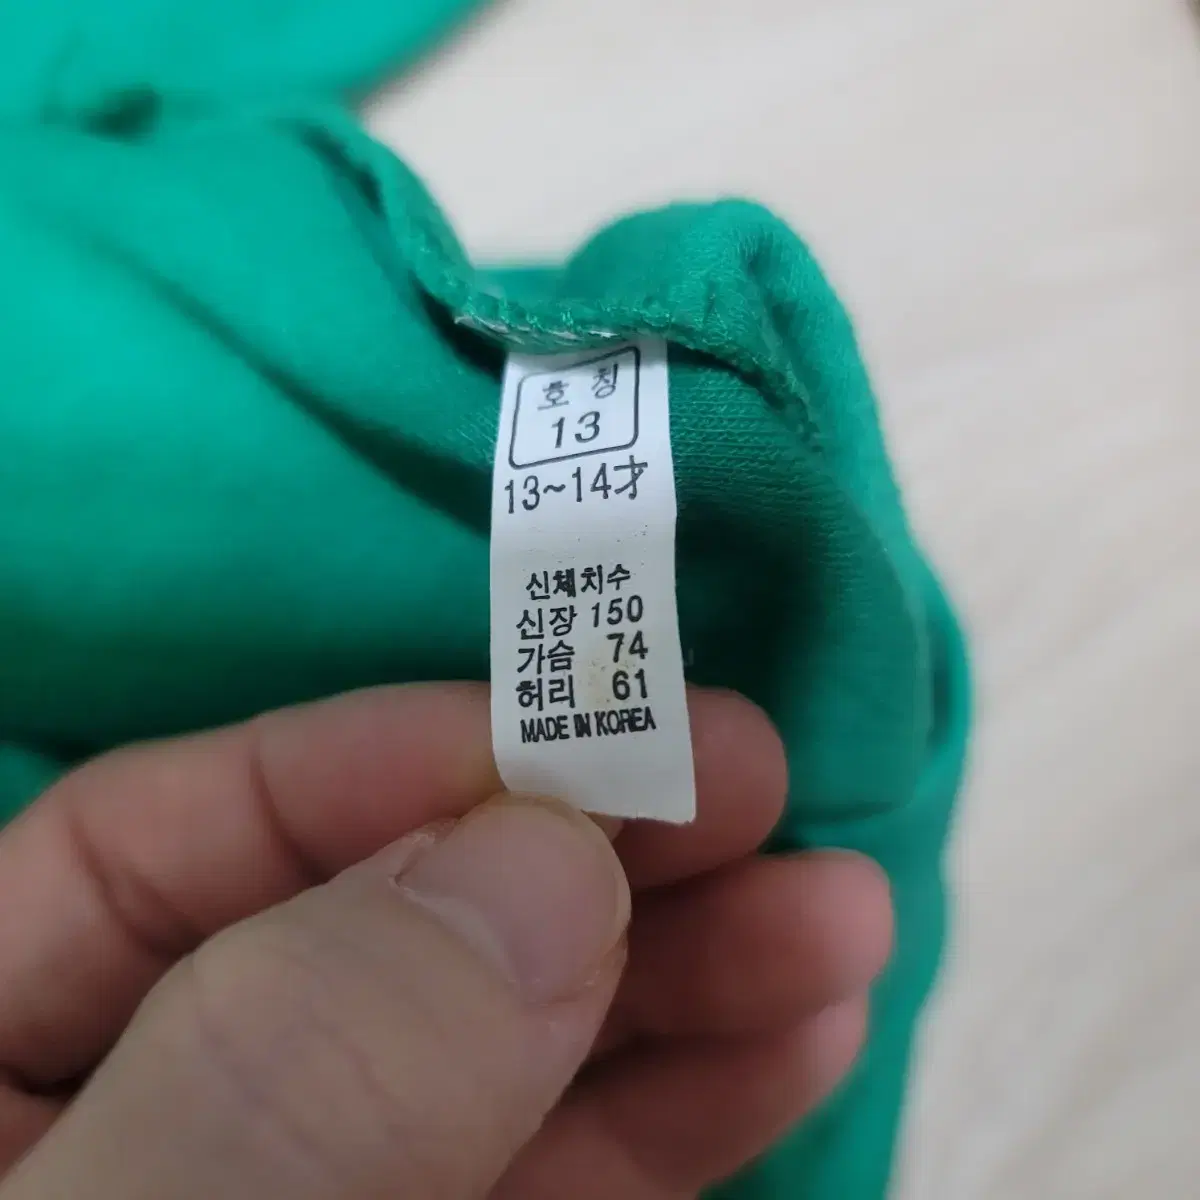 호 칭
13
13~14才
신체치수
신장 150
가슴 74
허리 61
MADE IN KOREA